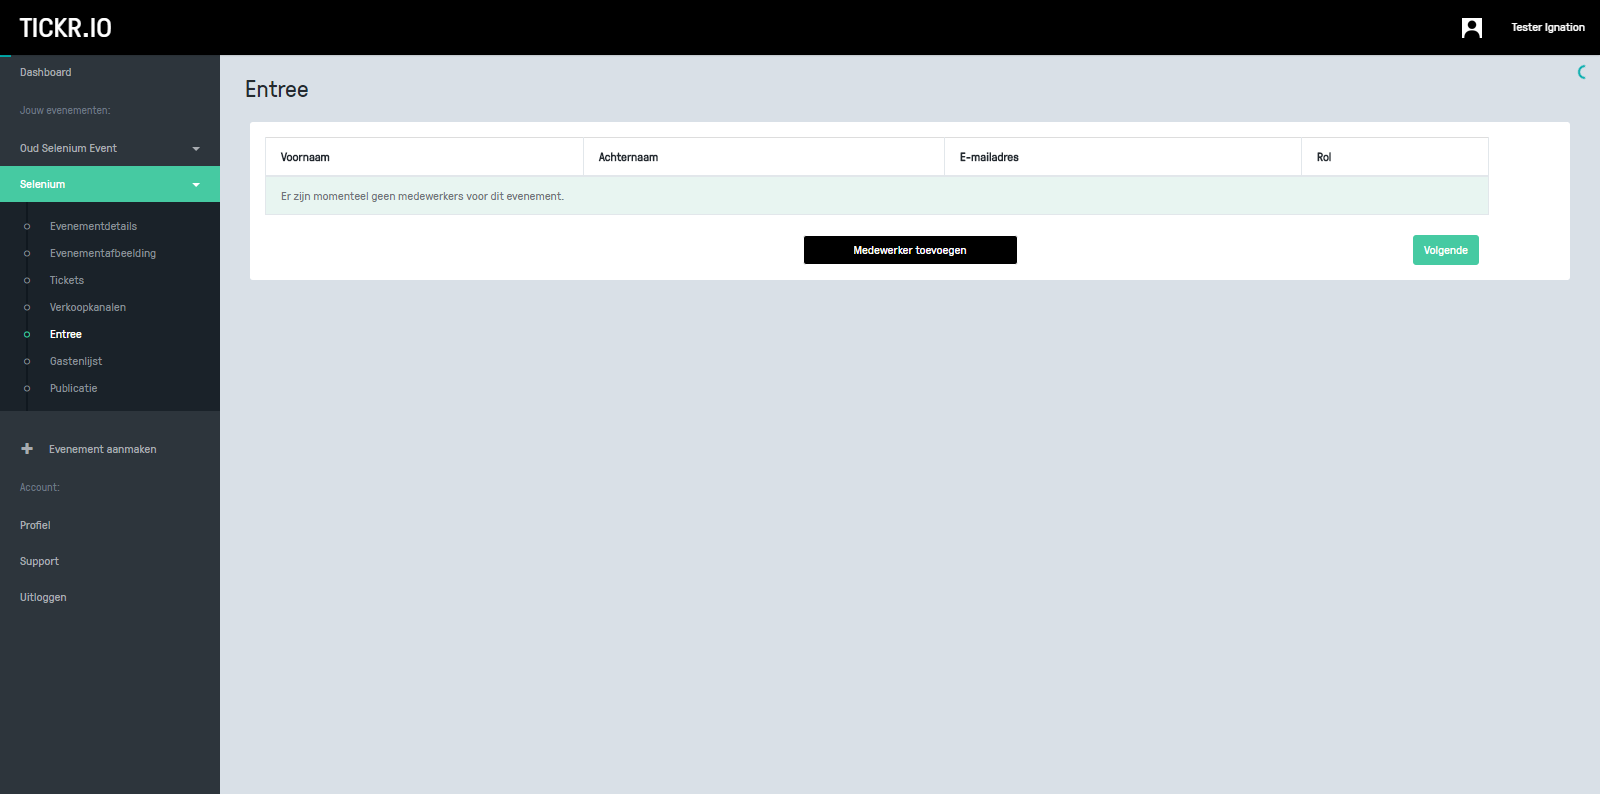 TICKR.IO
Tester Ignation
Dashboard
Jouw evenementen:
Oud Selenium Event
Selenium
Evenementdetails
Evenementafbeelding
Tickets
Verkoopkanalen
Entree
Gastenlijst
Publicatie
Evenement aanmaken
Account:
Profiel
Support
Uitloggen
Entree
Voornaam Achternaam E-mailadres Rol
Er zijn momenteel geen medewerkers voor dit evenement.
Medewerker toevoegen Volgende